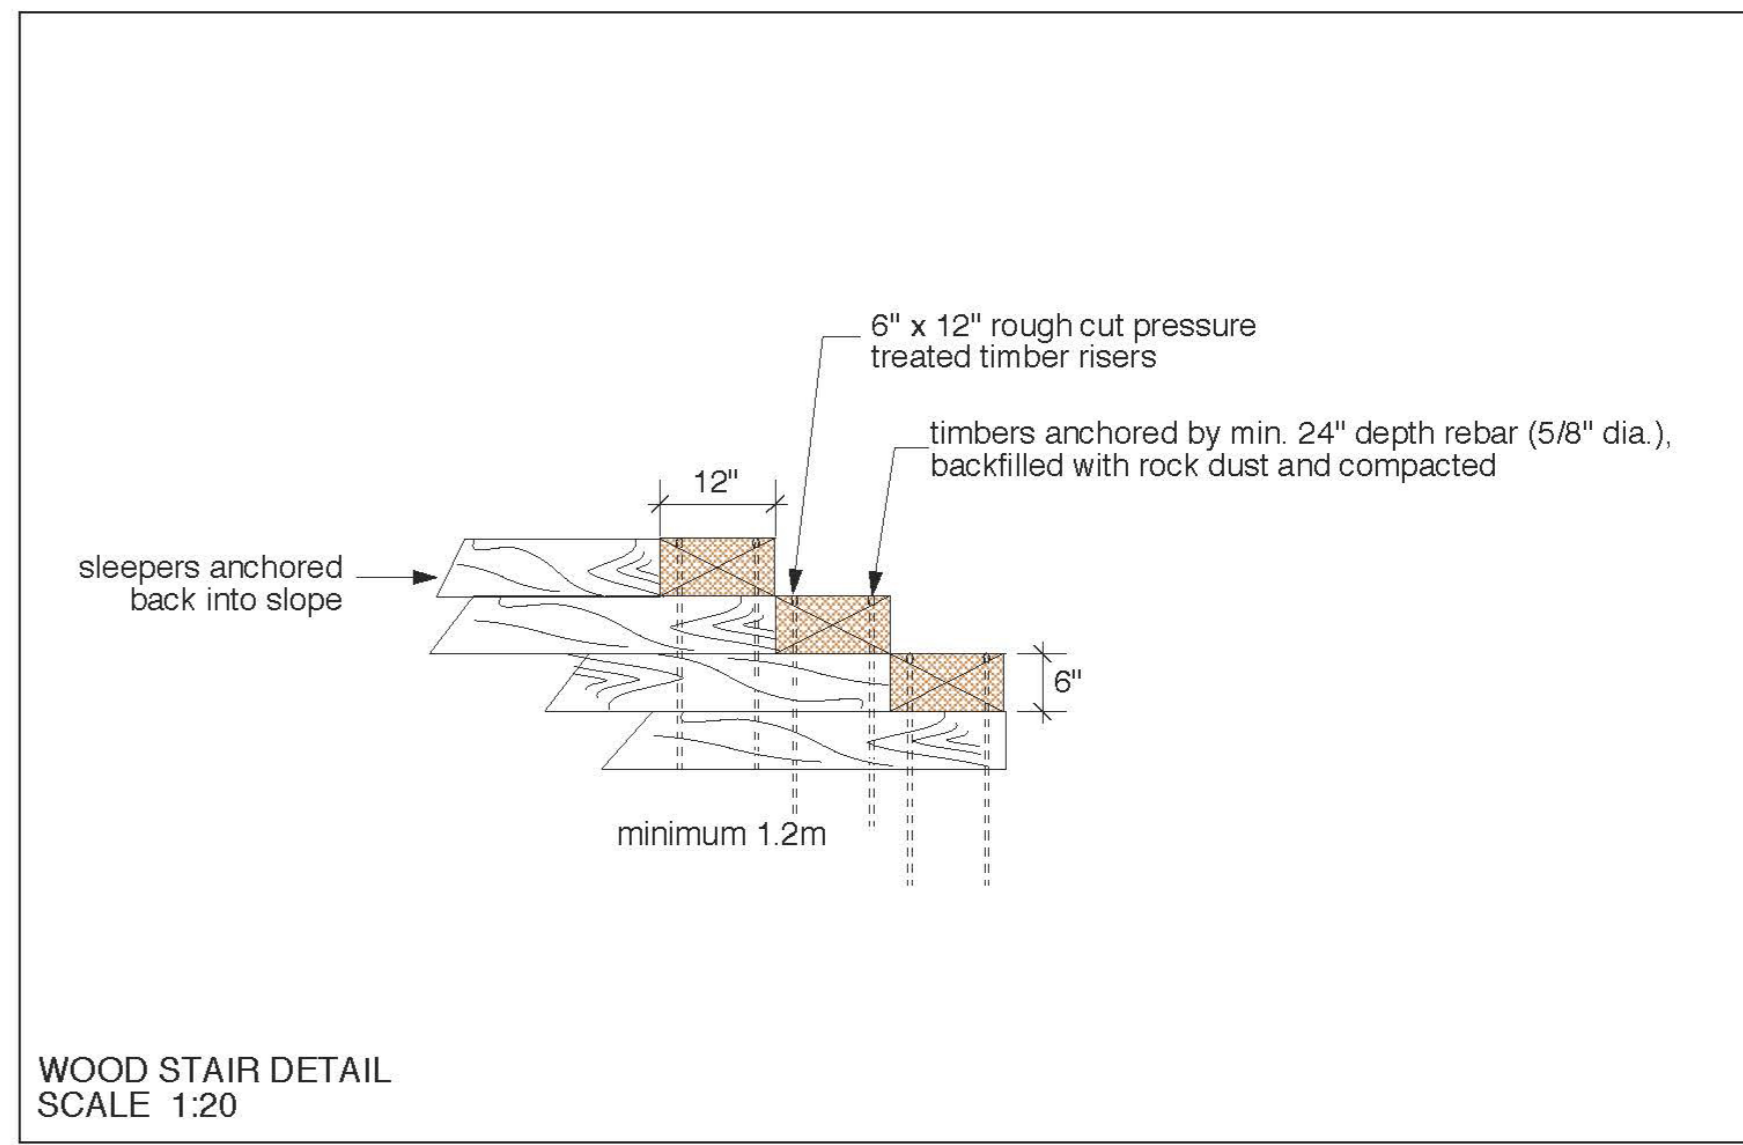 6" x 12" rough cut pressure
treated timber risers
timbers anchored by min. 24" depth rebar (5/8" dia.),
backfilled with rock dust and compacted
12"
sleepers anchored
back into slope
6"
minimum 1.2m
WOOD STAIR DETAIL
SCALE 1:20